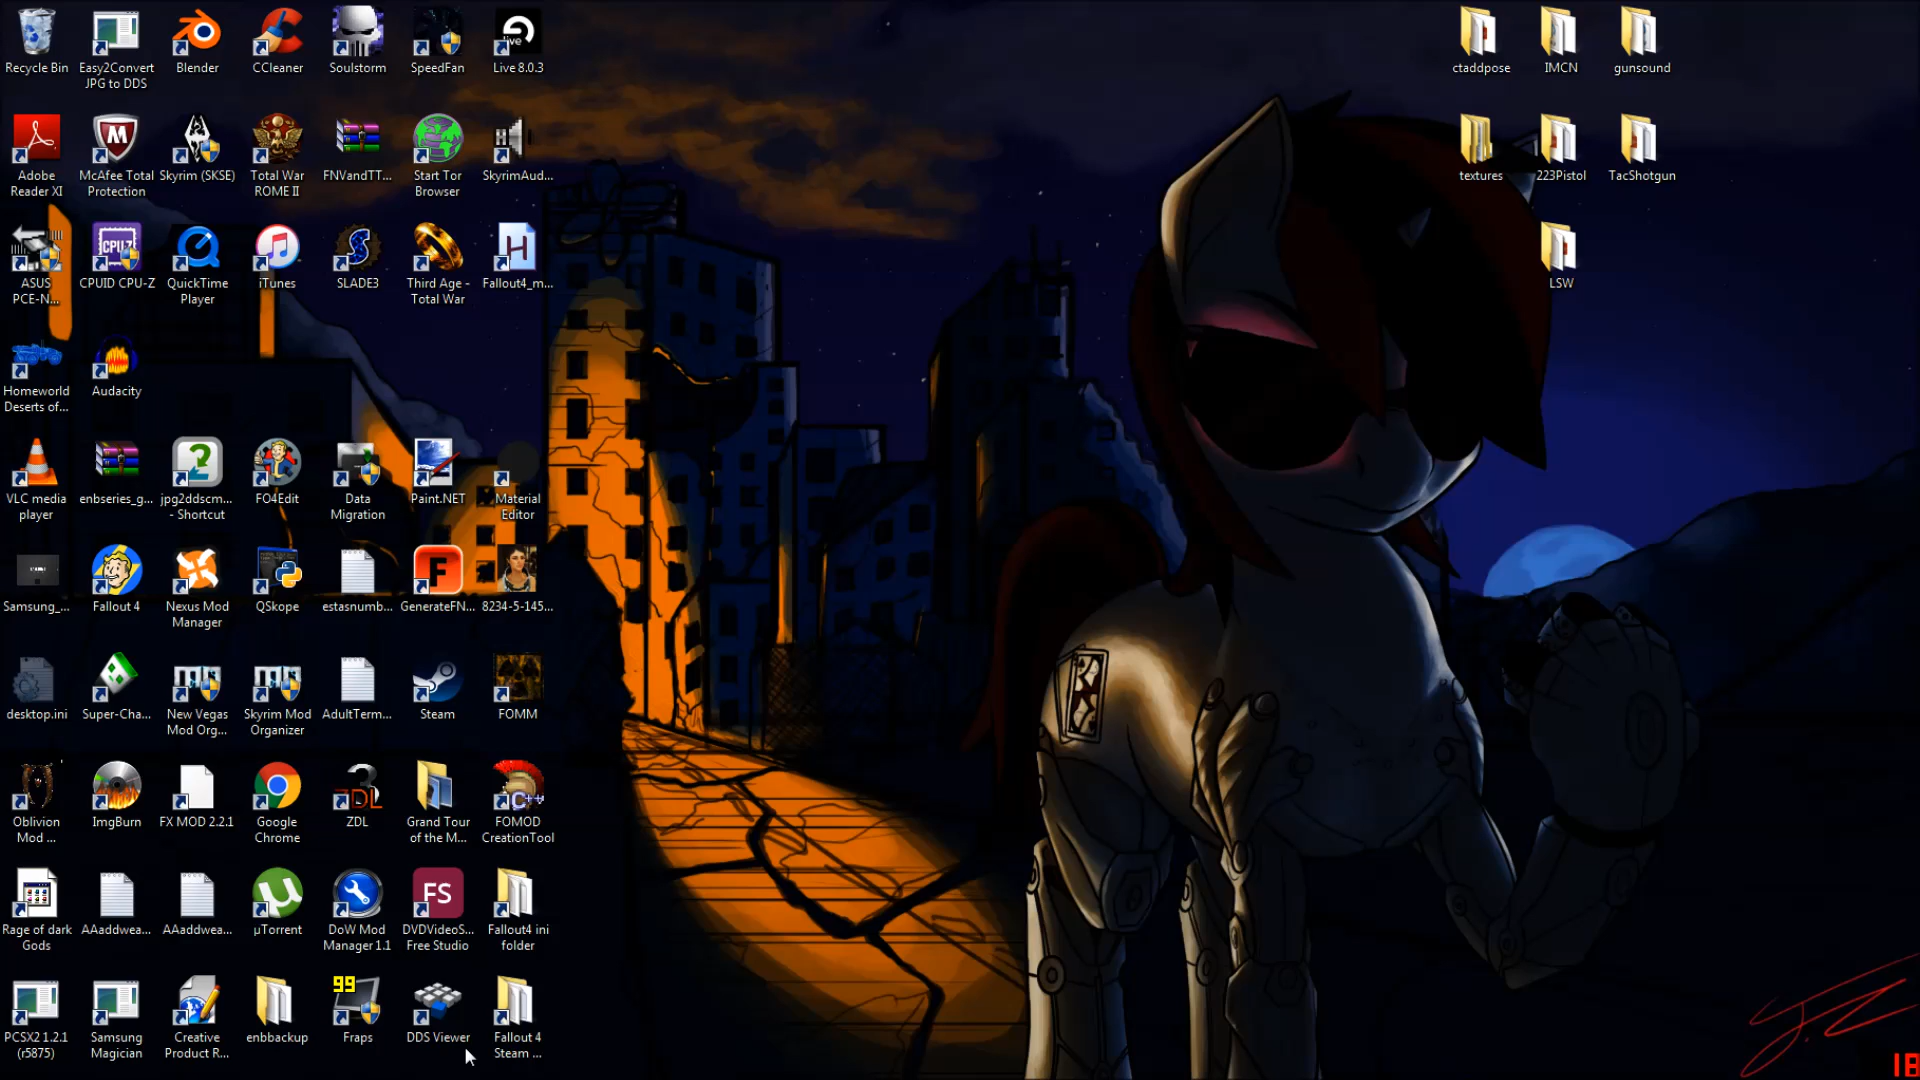 Recycle Bin
Easy2Convert
JPG to DDS
Blender
CCleaner
Soulstorm
SpeedFan
Live 8.0.3
ctaddpose
IMCN
gunsound
Adobe
Reader XI
McAfee Total
Protection
Skyrim (SKSE)
Total War
ROME II
FNVandTT...
Start Tor
Browser
SkyrimAud...
textures
223Pistol
TacShotgun
ASUS
PCE-N...
CPUID CPU-Z
QuickTime
Player
iTunes
SLADE3
Third Age -
Total War
Fallout4_m...
LSW
Homeworld
Deserts of...
Audacity
VLC media
player
enbseries_g...
jpg2ddscm...
- Shortcut
FO4Edit
Data
Migration
Paint.NET
Material
Editor
Samsung_...
Fallout 4
Nexus Mod
Manager
QSkope
estasnumb...
GenerateFN...
8234-5-145...
desktop.ini
Super-Cha...
New Vegas
Mod Org...
Skyrim Mod
Organizer
AdultTerm...
Steam
FOMM
Oblivion
Mod ...
ImgBurn
FX MOD 2.2.1
Google
Chrome
ZDL
Grand Tour
of the M...
FOMOD
CreationTool
Rage of dark
Gods
AAaddwea...
AAaddwea...
µTorrent
DoW Mod
Manager 1.1
DVDVideoS...
Free Studio
Fallout4 ini
folder
PCSX2 1.2.1
(r5875)
Samsung
Magician
Creative
Product R...
enbbackup
99
Fraps
DDS Viewer
Fallout 4
Steam ...
18